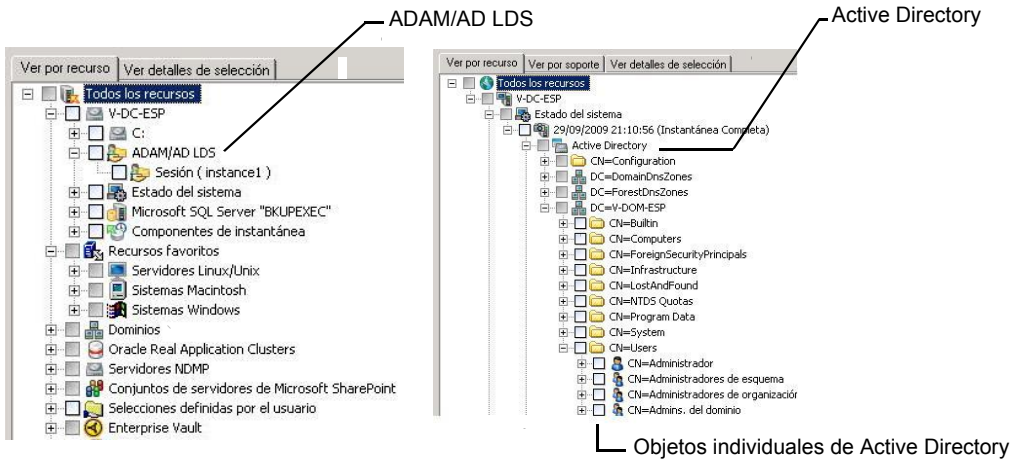 ADAM/AD LDS
Active Directory
Ver por recurso Ver detalles de selección
Todos los recursos
V-DC-ESP
C:
ADAM/AD LDS
Sesión ( instance1 )
Estado del sistema
Microsoft SQL Server "BKUPEXEC"
Componentes de instantánea
Recursos favoritos
Servidores Linux/Unix
Sistemas Macintosh
Sistemas Windows
Dominios
Oracle Real Application Clusters
Servidores NDMP
Conjuntos de servidores de Microsoft SharePoint
Selecciones definidas por el usuario
Enterprise Vault
Ver por recurso Ver por soporte Ver detalles de selección
Todos los recursos
V-DC-ESP
Estado del sistema
29/09/2009 21:10:56 (Instantánea Completa)
Active Directory
CN=Configuration
DC=DomainDnsZones
DC=ForestDnsZones
DC=V-DOM-ESP
CN=Builtin
CN=Computers
CN=ForeignSecurityPrincipals
CN=Infrastructure
CN=LostAndFound
CN=NTDS Quotas
CN=Program Data
CN=System
CN=Users
CN=Administrador
CN=Administradores de esquema
CN=Administradores de organización
CN=Admins. del dominio
Objetos individuales de Active Directory